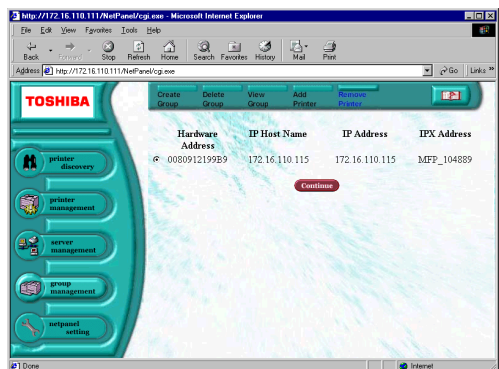 http://172.16.110.111/NetPanel/cgi.exe - Microsoft Internet Explorer
File Edit View Favorites Tools Help
Back Forward Stop Refresh Home Search Favorites History Mail Print
Address http://172.16.110.111/NetPanel/cgi.exe Go Links »
TOSHIBA
Create Group
Delete Group
View Group
Add Printer
Remove Printer
Hardware Address IP Host Name IP Address IPX Address
0080912199B9 172.16.110.115 172.16.110.115 MFP_104889
Continue
printer discovery
printer management
server management
group management
netpanel setting
Done Internet